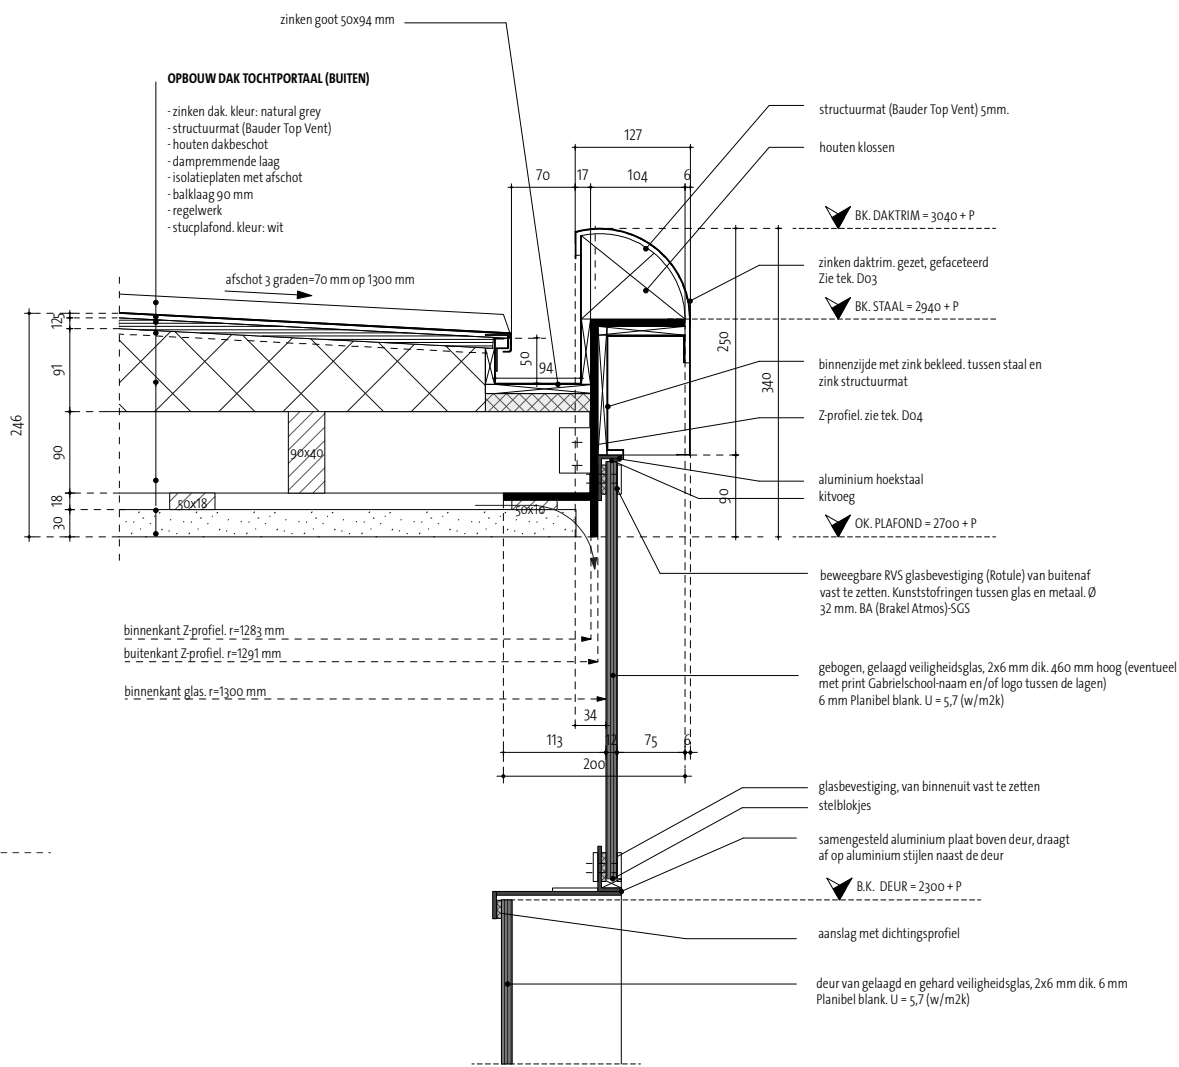 zinken goot 50x94 mm
OPBOUW DAK TOCHTPORTAAL (BUITEN)
- zinken dak. kleur: natural grey
- structuurmat (Bauder Top Vent)
- houten dakbeschot
- dampremmende laag
- isolatieplaten met afschot
- balklaag 90 mm
- regelwerk
- stucplafond. kleur: wit
afschot 3 graden=70 mm op 1300 mm
127
70
17
104
6
structuurmat (Bauder Top Vent) 5mm.
houten klossen
BK. DAKTRIM = 3040 + P
zinken daktrim. gezet, gefaceteerd
Zie tek. D03
BK. STAAL = 2940 + P
binnenzijde met zink bekleed. tussen staal en
zink structuurmat
Z-profiel. zie tek. D04
aluminium hoekstaal
kitvoeg
OK. PLAFOND = 2700 + P
beweegbare RVS glasbevestiging (Rotule) van buitenaf
vast te zetten. Kunststofringen tussen glas en metaal. Ø
32 mm. BA (Brakel Atmos)-SGS
250
340
90
50
94
91
246
90
18
30
90x40
50x18
binnenkant Z-profiel. r=1283 mm
buitenkant Z-profiel. r=1291 mm
binnenkant glas. r=1300 mm
gebogen, gelaagd veiligheidsglas, 2x6 mm dik. 460 mm hoog (eventueel
met print Gabrielschool-naam en/of logo tussen de lagen)
6 mm Planibel blank. U = 5,7 (w/m2k)
34
113
12
75
6
200
glasbevestiging, van binnenuit vast te zetten
stelblokjes
samengesteld aluminium plaat boven deur, draagt
af op aluminium stijlen naast de deur
B.K. DEUR = 2300 + P
aanslag met dichtingsprofiel
deur van gelaagd en gehard veiligheidsglas, 2x6 mm dik. 6 mm
Planibel blank. U = 5,7 (w/m2k)